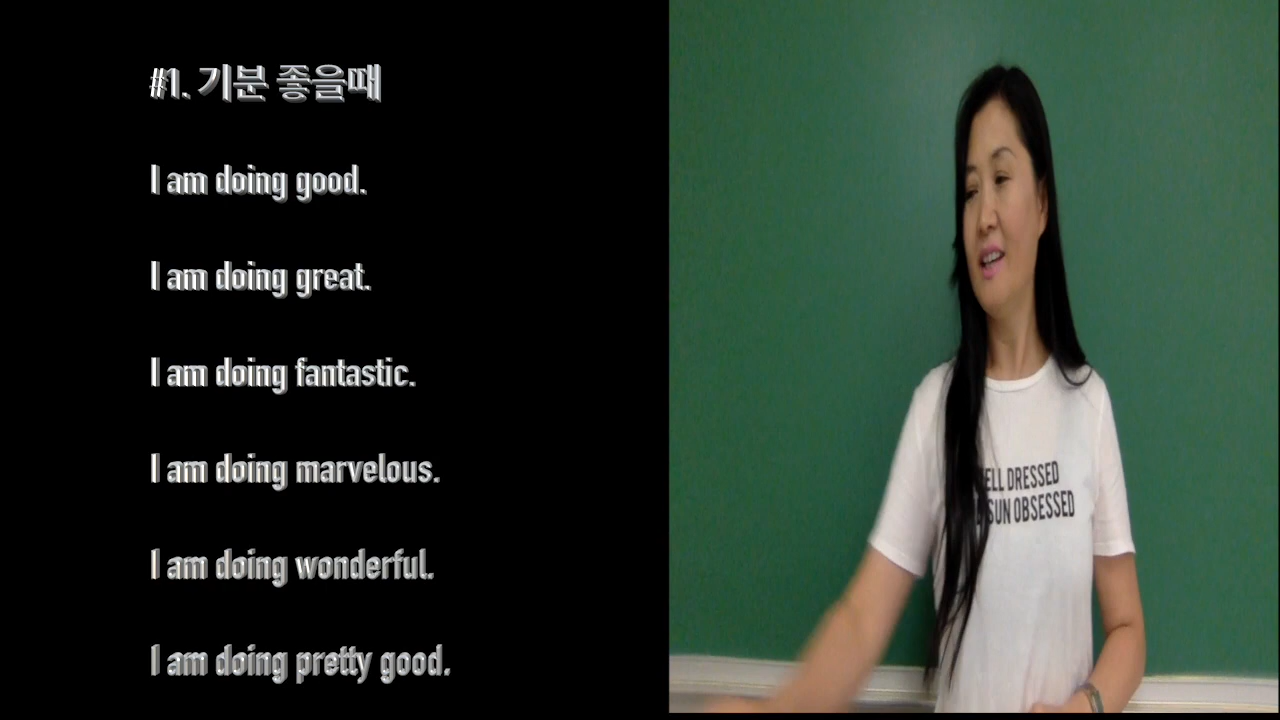 #1. 기분 좋을때
I am doing good.
I am doing great.
I am doing fantastic.
I am doing marvelous.
I am doing wonderful.
I am doing pretty good.
DRESSED
SUN OBSESSED